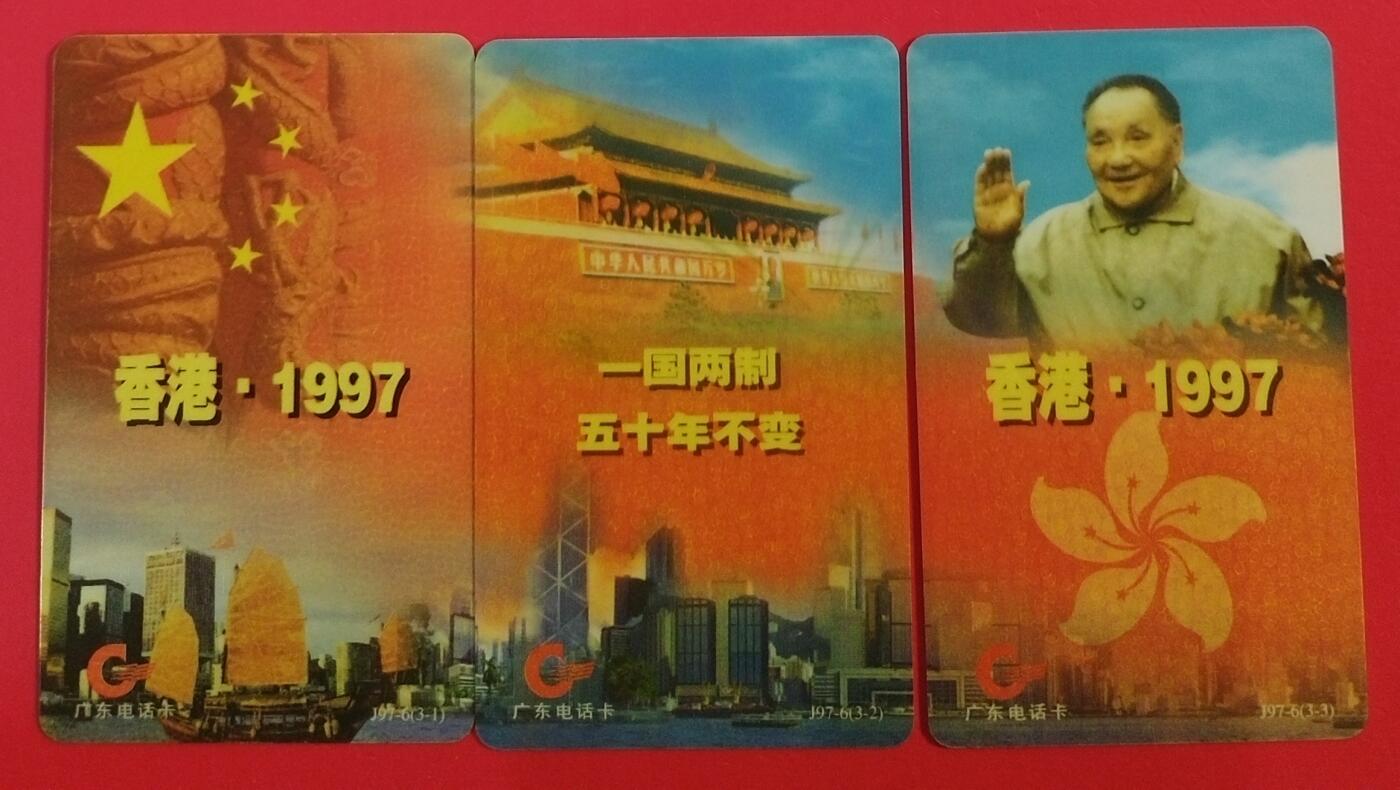 香港·1997
广东电话卡
J97-6(3-1)
中华人民共和国万岁
一国两制
五十年不变
广东电话卡
J97-6(3-2)
香港·1997
广东电话卡
J97-6(3-3)